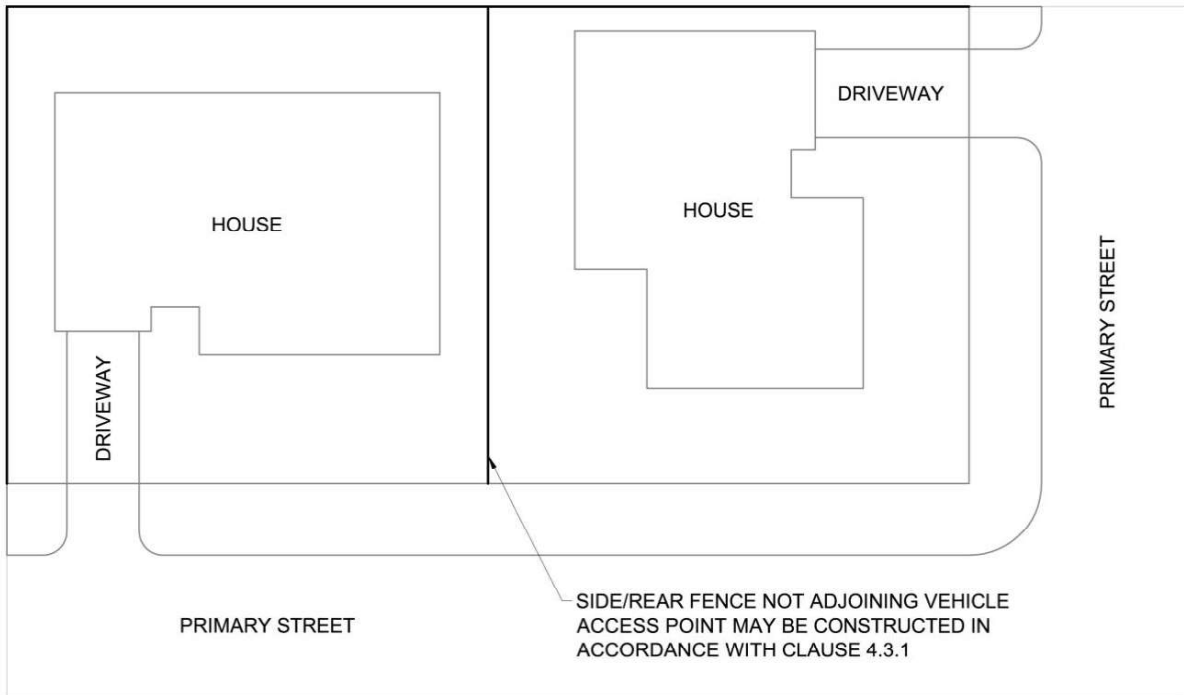 DRIVEWAY
HOUSE
HOUSE
DRIVEWAY
PRIMARY STREET
PRIMARY STREET
SIDE/REAR FENCE NOT ADJOINING VEHICLE
ACCESS POINT MAY BE CONSTRUCTED IN
ACCORDANCE WITH CLAUSE 4.3.1